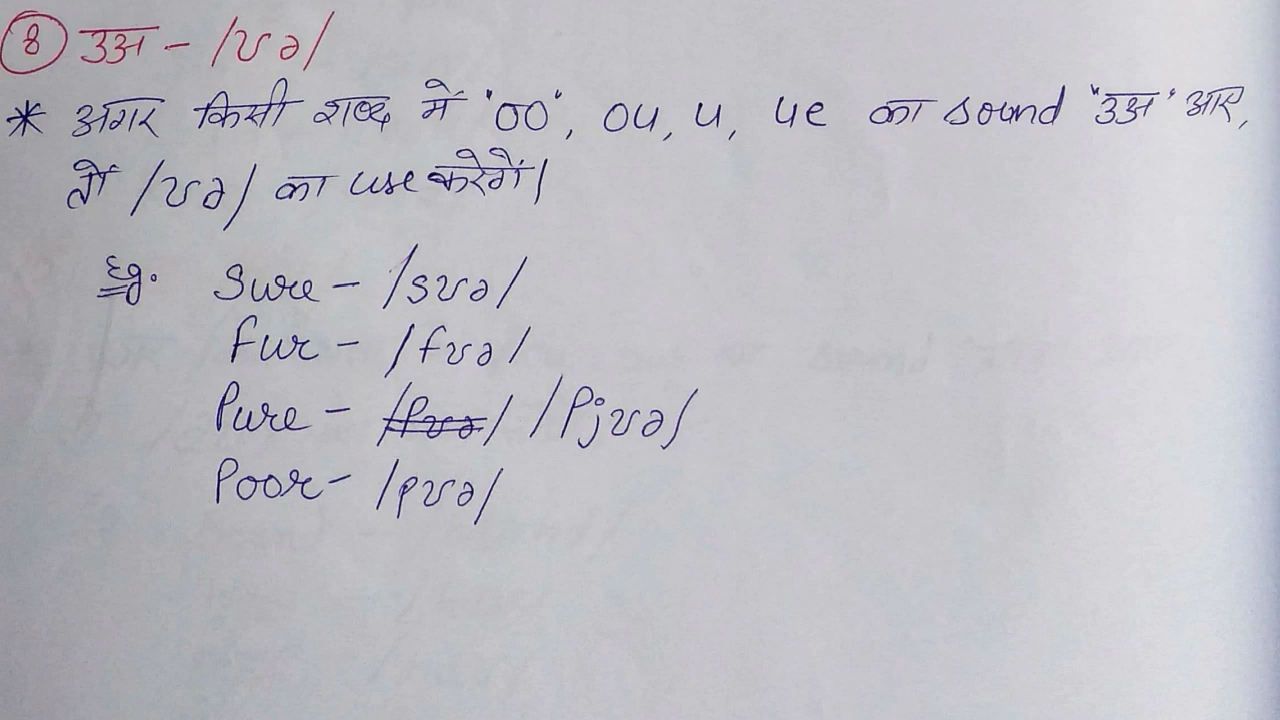 ⑧ उअ - /ʊə/
* अगर किसी शब्द में "oo", ou, u, ue का sound "उअ" आए,
तो /ʊə/ का use करेगें।
Eg. Sure - /sʊə/
fur - /fʊə/
Pure - /pʊə/ /Pjʊə/
Poor - /pʊə/